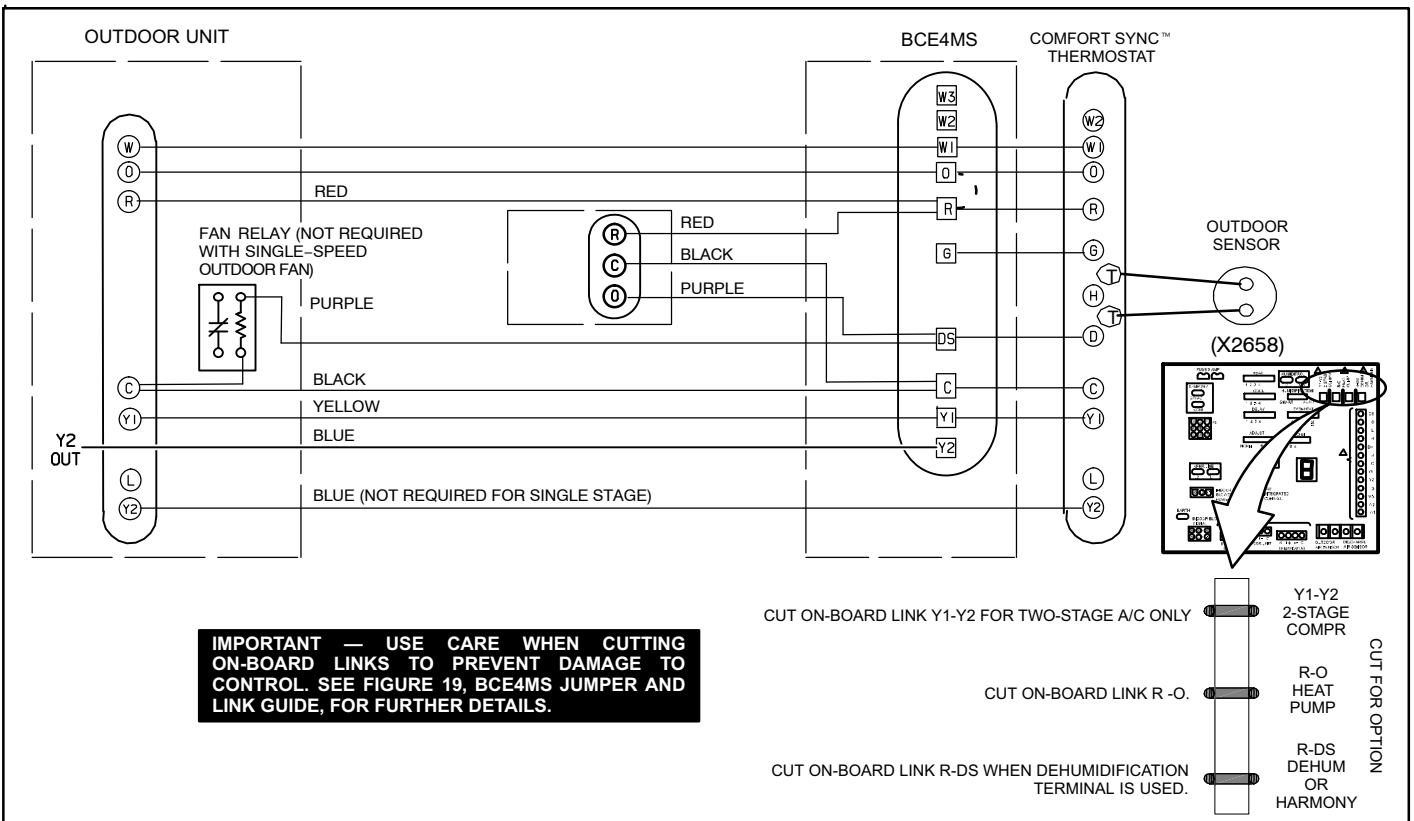 OUTDOOR UNIT
BCE4MS
COMFORT SYNC™
THERMOSTAT
W3
W2
W2
W
W1
W1
O
O
O
R
RED
R
R
FAN RELAY (NOT REQUIRED
WITH SINGLE-SPEED
OUTDOOR FAN)
PURPLE
R
RED
C
BLACK
O
PURPLE
G
G
T
H
T
OUTDOOR
SENSOR
(X2658)
DS
D
C
BLACK
C
C
Y1
YELLOW
Y1
Y1
Y2
OUT
BLUE
Y2
L
L
Y2
BLUE (NOT REQUIRED FOR SINGLE STAGE)
Y2
IMPORTANT — USE CARE WHEN CUTTING
ON-BOARD LINKS TO PREVENT DAMAGE TO
CONTROL. SEE FIGURE 19, BCE4MS JUMPER AND
LINK GUIDE, FOR FURTHER DETAILS.
CUT ON-BOARD LINK Y1-Y2 FOR TWO-STAGE A/C ONLY
Y1-Y2
2-STAGE
COMPR
CUT ON-BOARD LINK R -O.
R-O
HEAT
PUMP
CUT ON-BOARD LINK R-DS WHEN DEHUMIDIFICATION
TERMINAL IS USED.
R-DS
DEHUM
OR
HARMONY
CUT FOR OPTION